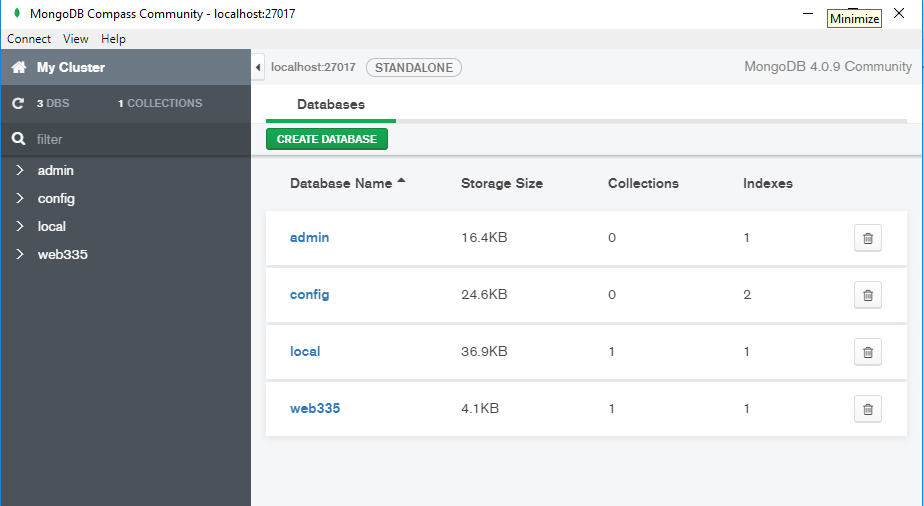 MongoDB Compass Community - localhost:27017
Minimize
Connect View Help
My Cluster
localhost:27017 STANDALONE MongoDB 4.0.9 Community
3 DBS 1 COLLECTIONS
Databases
filter
CREATE DATABASE
admin
config
local
web335
Database Name Storage Size Collections Indexes
admin 16.4KB 0 1
config 24.6KB 0 2
local 36.9KB 1 1
web335 4.1KB 1 1